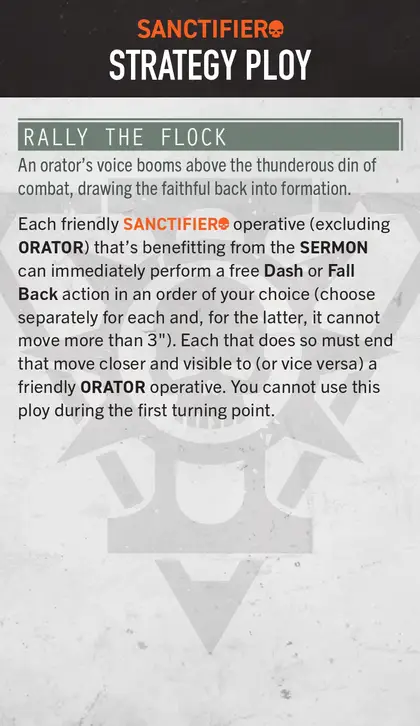 SANCTIFIER
STRATEGY PLOY
RALLY THE FLOCK
An orator's voice booms above the thunderous din of
combat, drawing the faithful back into formation.
Each friendly SANCTIFIER operative (excluding
ORATOR) that's benefitting from the SERMON
can immediately perform a free Dash or Fall
Back action in an order of your choice (choose
separately for each and, for the latter, it cannot
move more than 3"). Each that does so must end
that move closer and visible to (or vice versa) a
friendly ORATOR operative. You cannot use this
ploy during the first turning point.